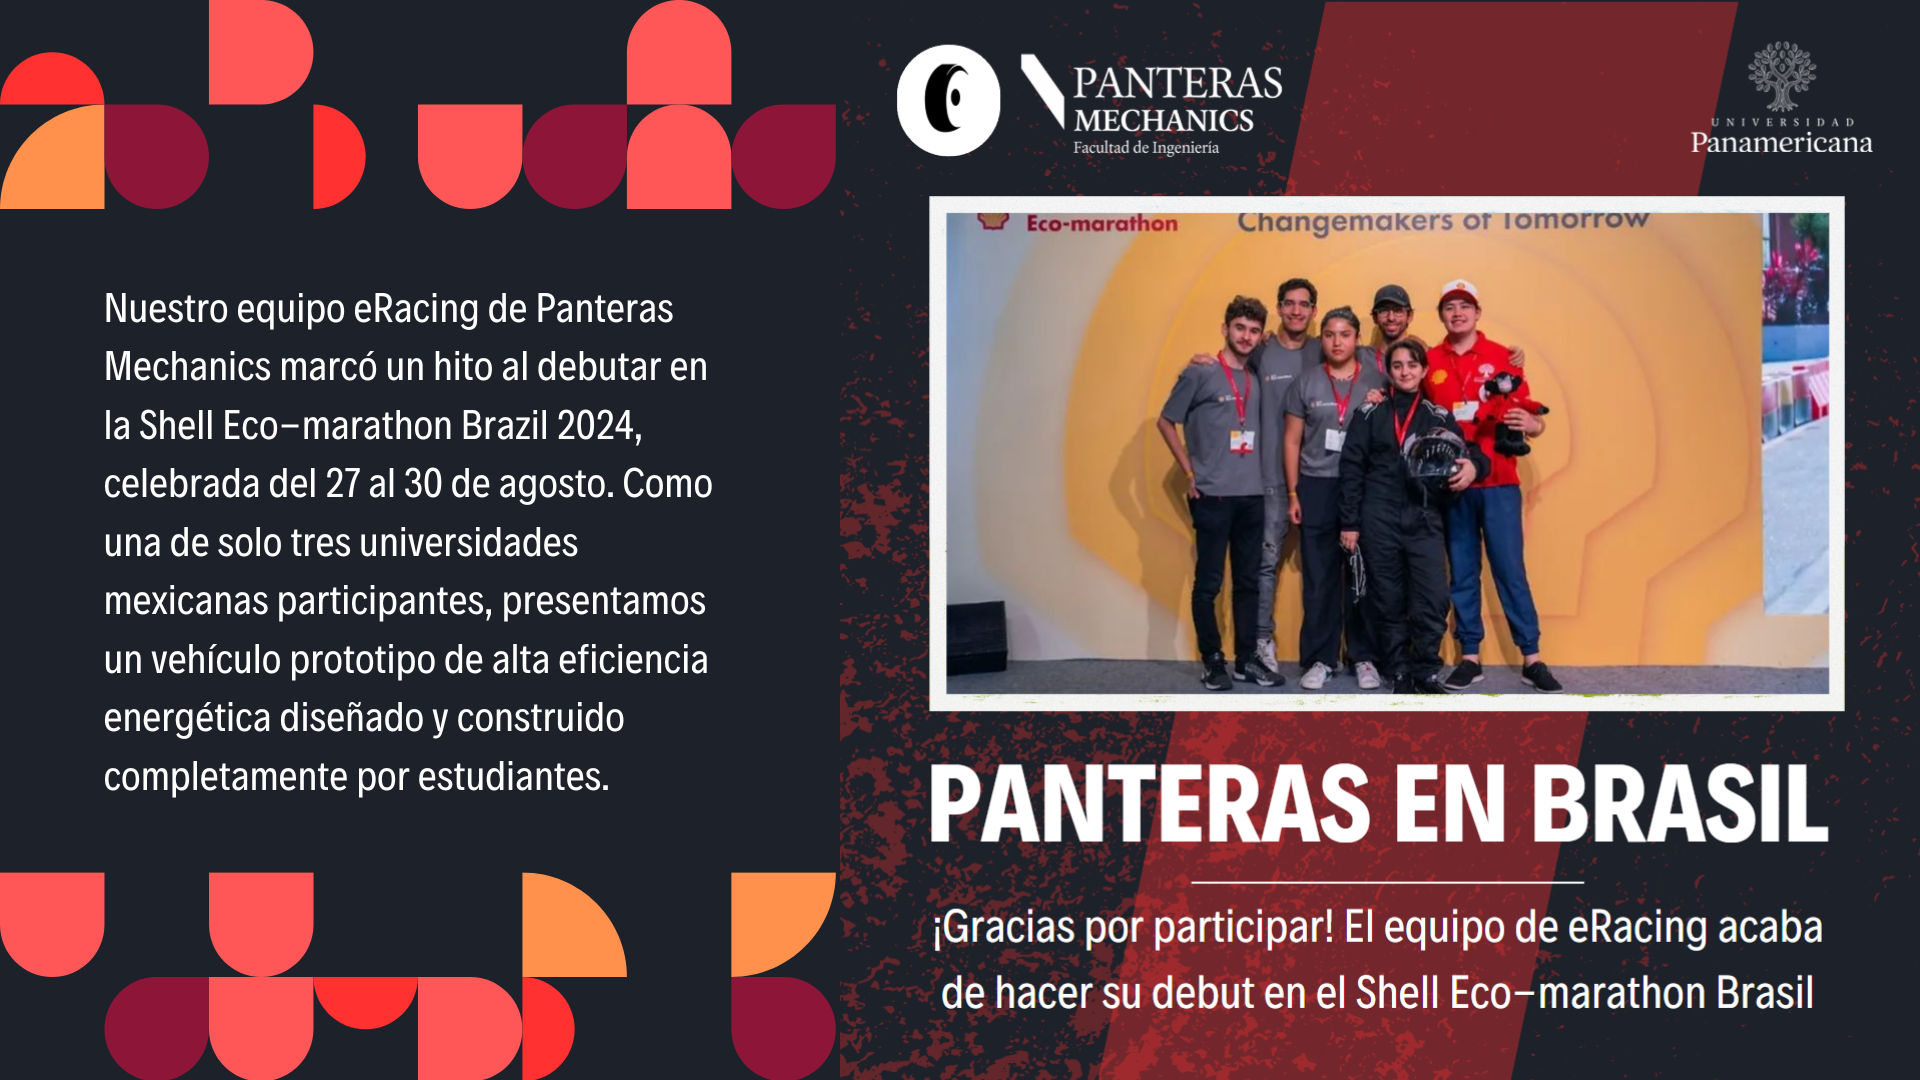 Nuestro equipo eRacing de Panteras
Mechanics marcó un hito al debutar en
la Shell Eco–marathon Brazil 2024,
celebrada del 27 al 30 de agosto. Como
una de solo tres universidades
mexicanas participantes, presentamos
un vehículo prototipo de alta eficiencia
energética diseñado y construido
completamente por estudiantes.
PANTERAS
MECHANICS
Facultad de Ingeniería
UNIVERSIDAD
Panamericana
Eco-marathon
Changemakers of Tomorrow
PANTERAS EN BRASIL
¡Gracias por participar! El equipo de eRacing acaba
de hacer su debut en el Shell Eco–marathon Brasil